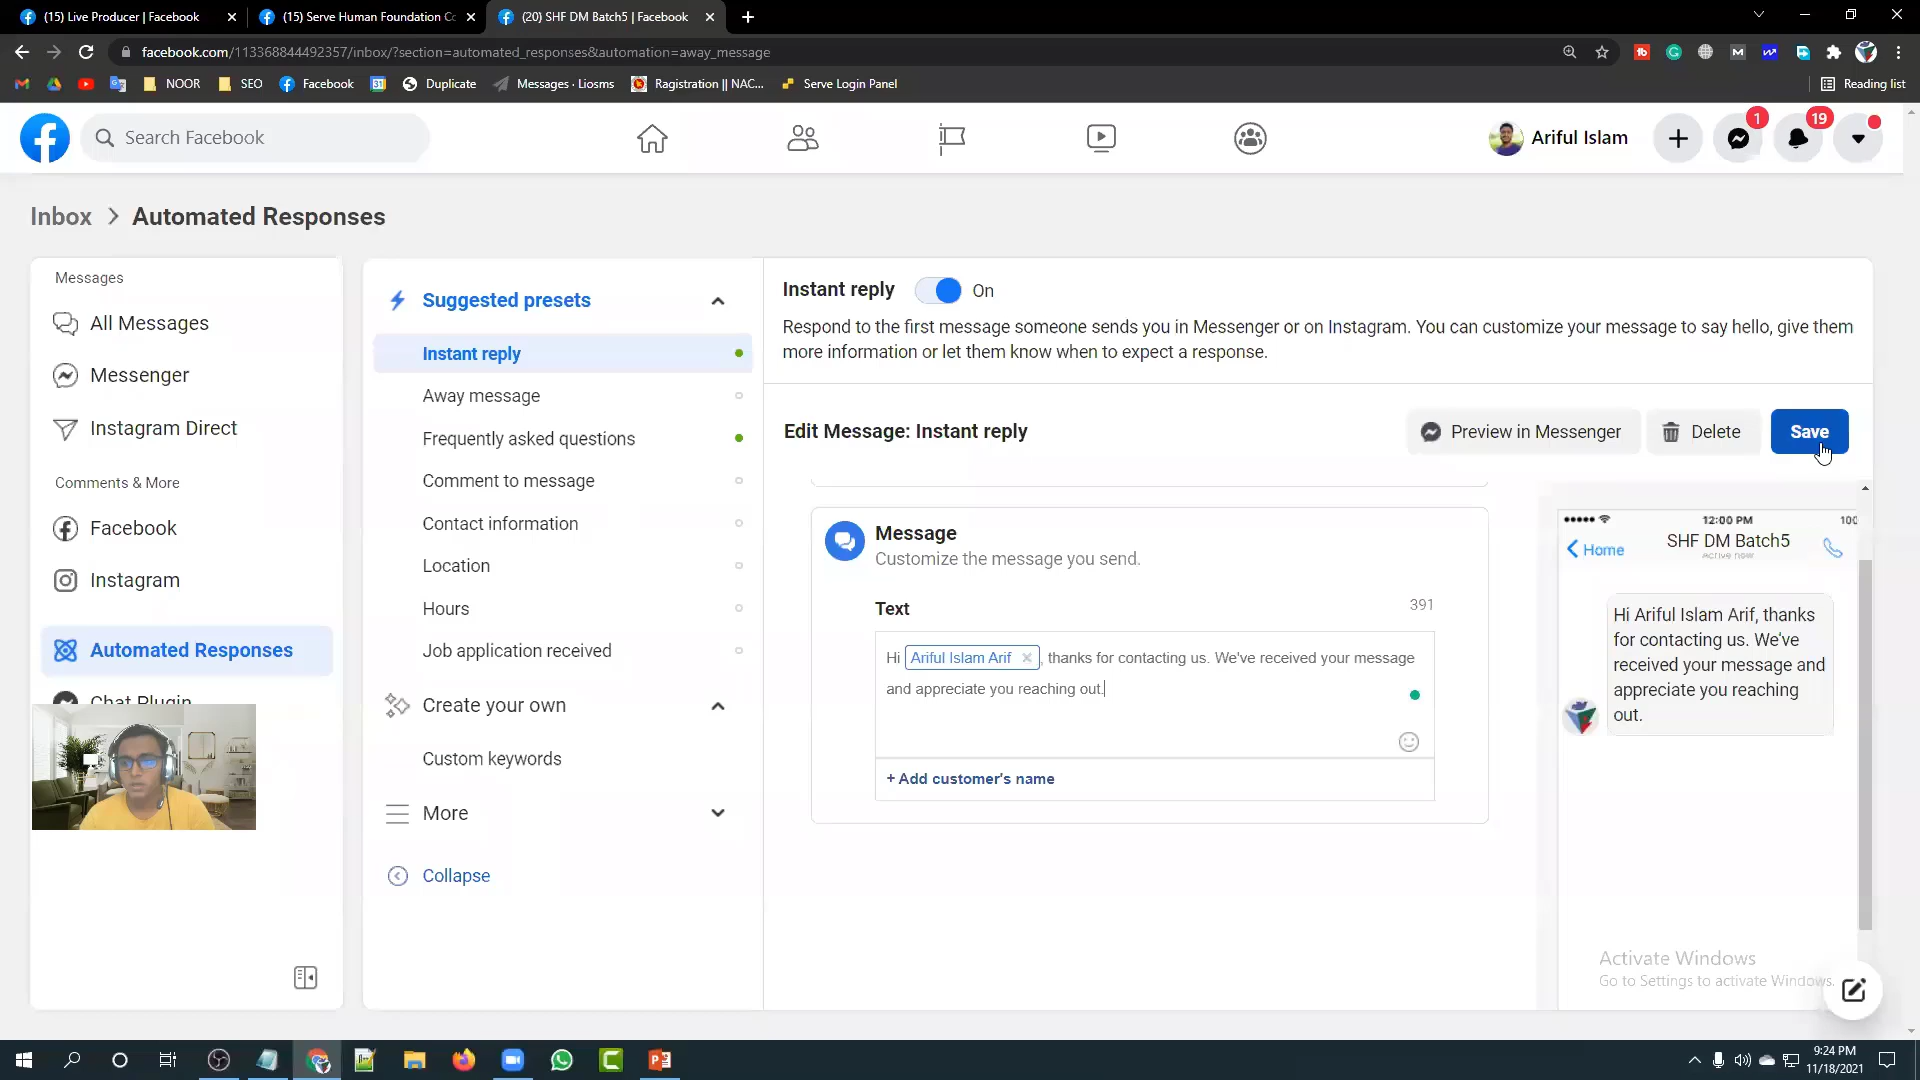 (15) Live Producer | Facebook
(15) Serve Human Foundation Cc
(20) SHF DM Batch5 | Facebook
facebook.com/113368844492357/inbox/?section=automated_responses&automation=away_message
NOOR
SEO
Facebook
31
Duplicate
Messages · Liosms
Ragistration || NAC...
Serve Login Panel
Reading list
Search Facebook
Ariful Islam
1
19
Inbox > Automated Responses
Messages
All Messages
Messenger
Instagram Direct
Comments & More
Facebook
Instagram
Automated Responses
Chat Plugin
Suggested presets
Instant reply
Away message
Frequently asked questions
Comment to message
Contact information
Location
Hours
Job application received
Create your own
Custom keywords
More
Collapse
Instant reply On
Respond to the first message someone sends you in Messenger or on Instagram. You can customize your message to say hello, give them
more information or let them know when to expect a response.
Edit Message: Instant reply
Preview in Messenger
Delete
Save
Message
Customize the message you send.
Text
391
Hi Ariful Islam Arif, thanks for contacting us. We've received your message
and appreciate you reaching out.
+ Add customer's name
12:00 PM
100
Home
SHF DM Batch5
Active now
Hi Ariful Islam Arif, thanks
for contacting us. We've
received your message and
appreciate you reaching
out.
Activate Windows
Go to Settings to activate Windows.
9:24 PM
11/18/2021